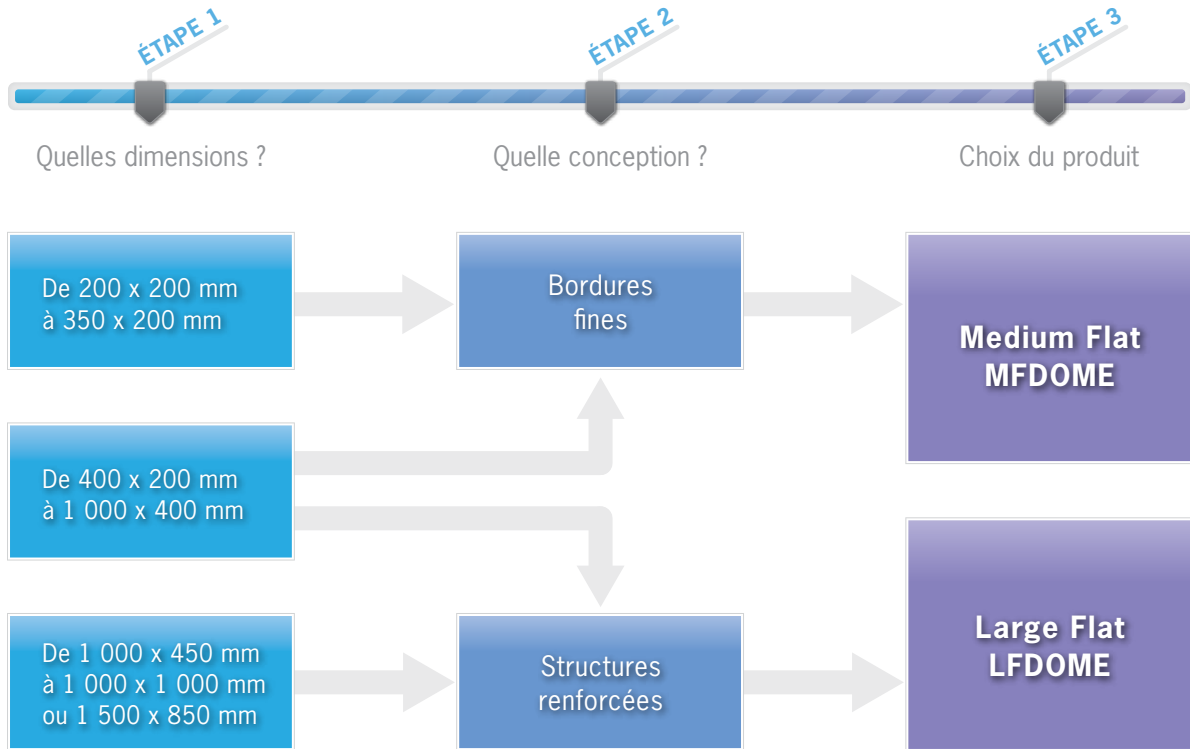 ÉTAPE 1
ÉTAPE 2
ÉTAPE 3
Quelles dimensions ?
Quelle conception ?
Choix du produit
De 200 x 200 mm
à 350 x 200 mm
Bordures
fines
Medium Flat
MFDOME
De 400 x 200 mm
à 1 000 x 400 mm
De 1 000 x 450 mm
à 1 000 x 1 000 mm
ou 1 500 x 850 mm
Structures
renforcées
Large Flat
LFDOME